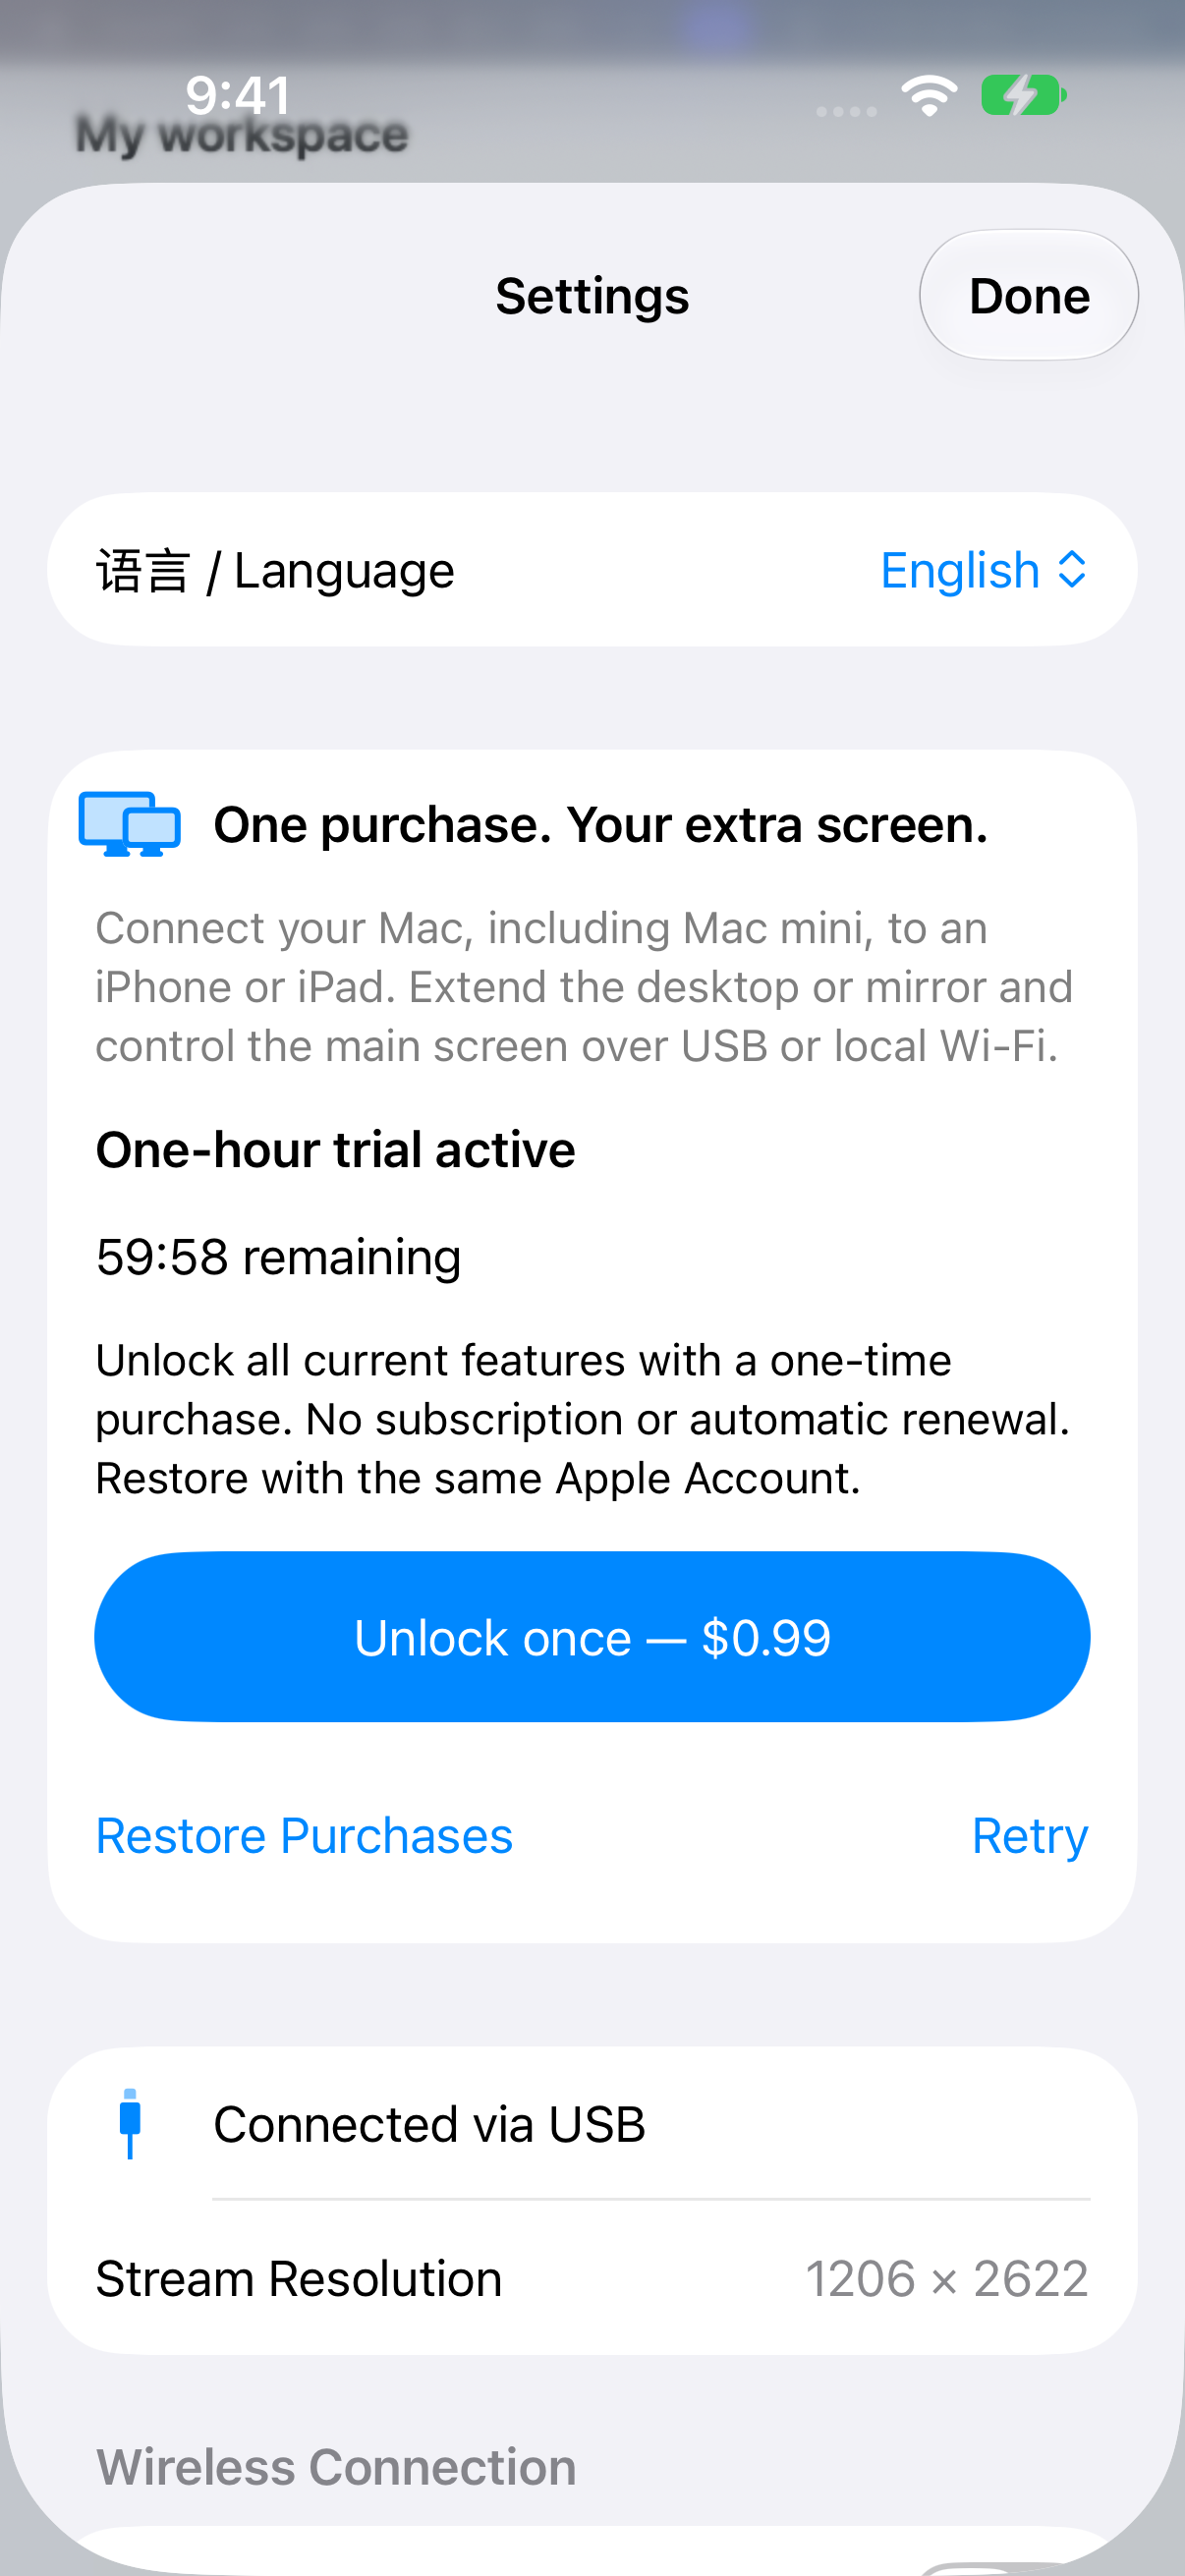 9:41
My workspace
Settings
Done
语言 / Language
English
One purchase. Your extra screen.
Connect your Mac, including Mac mini, to an
iPhone or iPad. Extend the desktop or mirror and
control the main screen over USB or local Wi-Fi.
One-hour trial active
59:58 remaining
Unlock all current features with a one-time
purchase. No subscription or automatic renewal.
Restore with the same Apple Account.
Unlock once — $0.99
Restore Purchases
Retry
Connected via USB
Stream Resolution
1206 × 2622
Wireless Connection